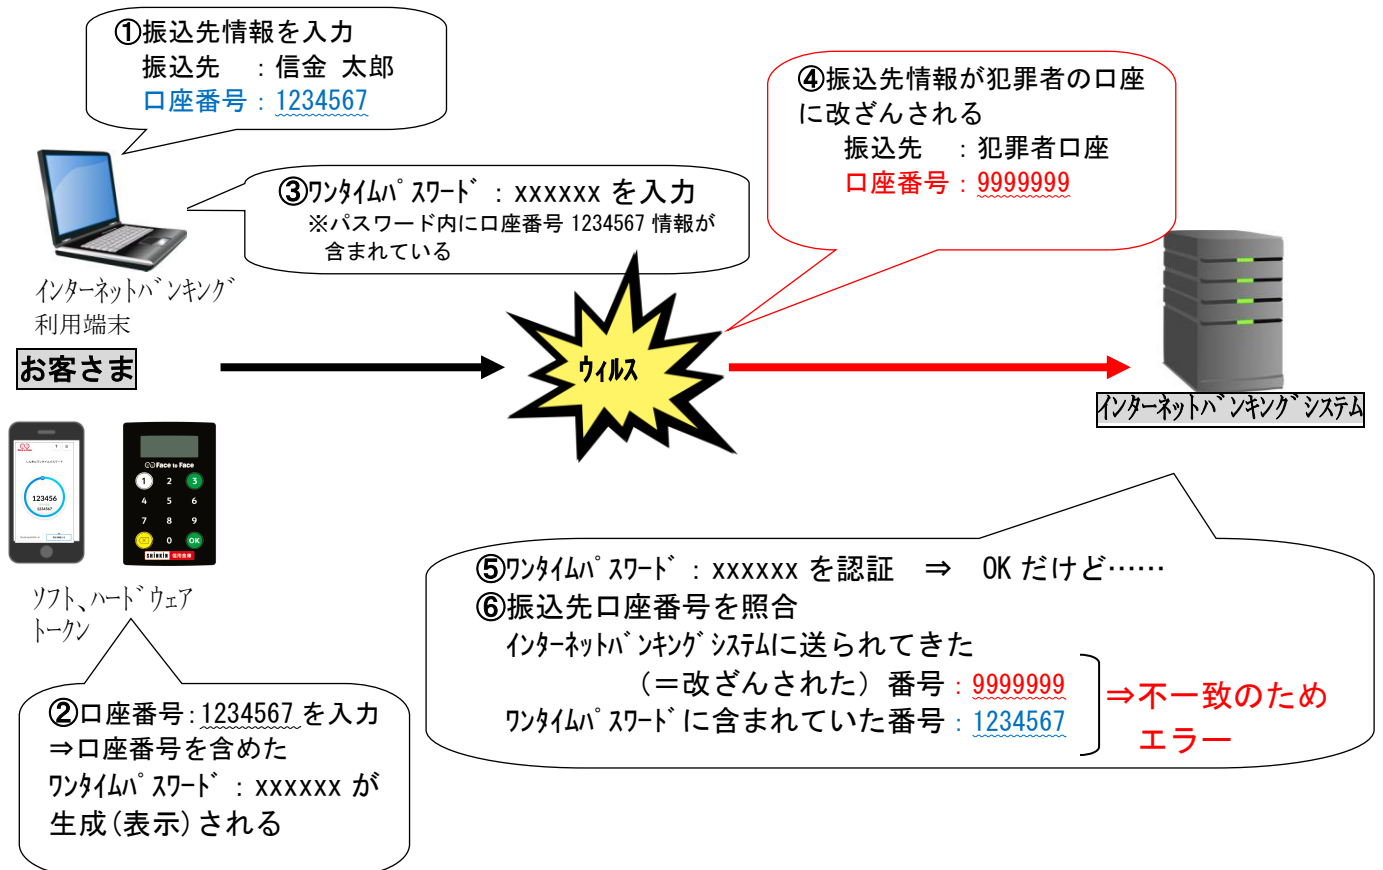 ①振込先情報を入力
振込先　：信金 太郎
口座番号：1234567
④振込先情報が犯罪者の口座
に改ざんされる
振込先　：犯罪者口座
口座番号：9999999
③ﾜﾝﾀｲﾑﾊﾟｽﾜｰﾄﾞ：xxxxxx を入力
※パスワード内に口座番号 1234567 情報が
含まれている
ｲﾝﾀｰﾈｯﾄﾊﾞﾝｷﾝｸﾞ
利用端末
お客さま
ウィルス
ｲﾝﾀｰﾈｯﾄﾊﾞﾝｷﾝｸﾞｼｽﾃﾑ
123456
1234567
Face to Face
1 2 3
4 5 6
7 8 9
0 OK
SHINKIN 信用金庫
ｿﾌﾄ､ﾊｰﾄﾞｳｪｱ
ﾄｰｸﾝ
②口座番号：1234567 を入力
⇒口座番号を含めた
ﾜﾝﾀｲﾑﾊﾟｽﾜｰﾄﾞ：xxxxxx が
生成(表示)される
⑤ﾜﾝﾀｲﾑﾊﾟｽﾜｰﾄﾞ：xxxxxx を認証　⇒　OK だけど……
⑥振込先口座番号を照合
ｲﾝﾀｰﾈｯﾄﾊﾞﾝｷﾝｸﾞｼｽﾃﾑに送られてきた
（＝改ざんされた）番号：9999999
ﾜﾝﾀｲﾑﾊﾟｽﾜｰﾄﾞに含まれていた番号：1234567
⇒不一致のため
エラー